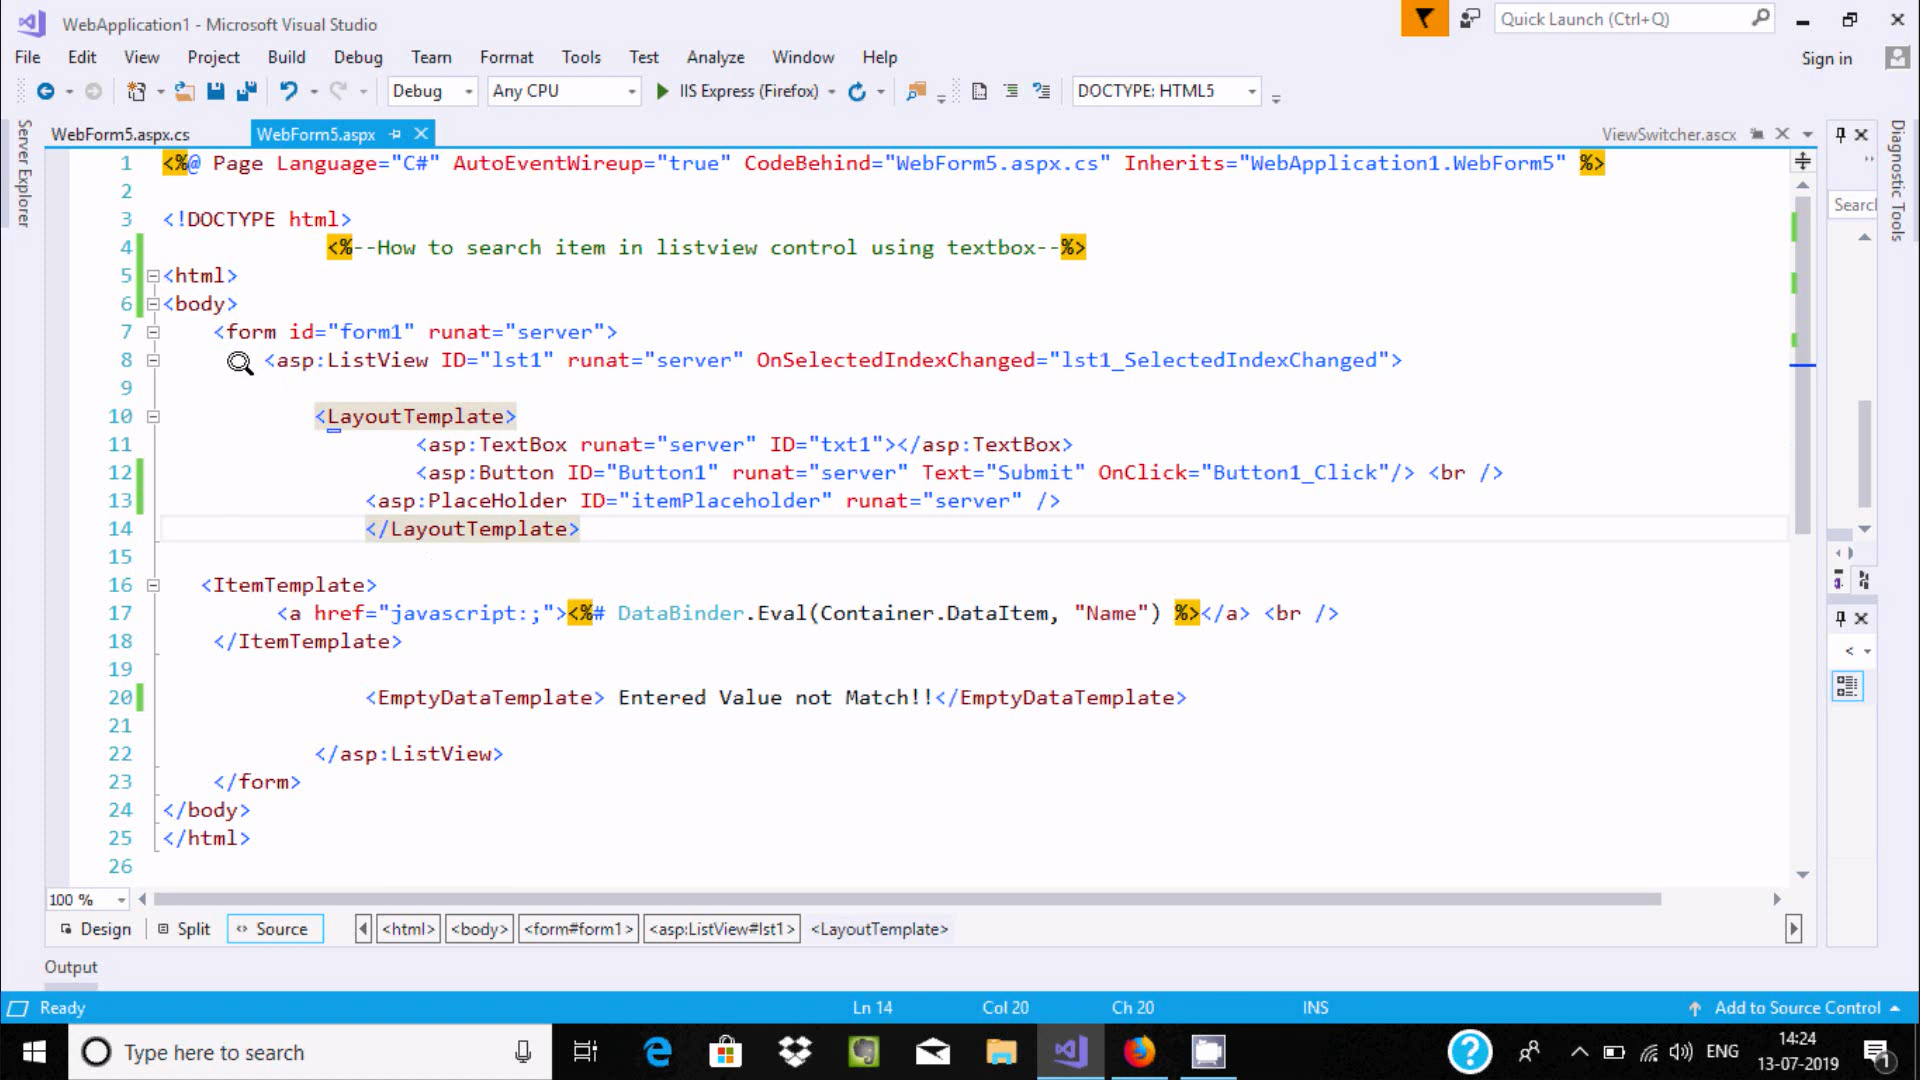 WebApplication1 - Microsoft Visual Studio
Quick Launch (Ctrl+Q)
File Edit View Project Build Debug Team Format Tools Test Analyze Window Help
Sign in
Debug Any CPU IIS Express (Firefox) DOCTYPE: HTML5
Server Explorer
WebForm5.aspx.cs WebForm5.aspx ViewSwitcher.ascx
Diagnostic Tools
Searc
1 <%@ Page Language="C#" AutoEventWireup="true" CodeBehind="WebForm5.aspx.cs" Inherits="WebApplication1.WebForm5" %>
2
3 <!DOCTYPE html>
4 <%--How to search item in listview control using textbox--%>
5 <html>
6 <body>
7 <form id="form1" runat="server">
8 <asp:ListView ID="lst1" runat="server" OnSelectedIndexChanged="lst1_SelectedIndexChanged">
9
10 <LayoutTemplate>
11 <asp:TextBox runat="server" ID="txt1"></asp:TextBox>
12 <asp:Button ID="Button1" runat="server" Text="Submit" OnClick="Button1_Click"/> <br />
13 <asp:PlaceHolder ID="itemPlaceholder" runat="server" />
14 </LayoutTemplate>
15
16 <ItemTemplate>
17 <a href="javascript:;"><%# DataBinder.Eval(Container.DataItem, "Name") %></a> <br />
18 </ItemTemplate>
19
20 <EmptyDataTemplate> Entered Value not Match!!</EmptyDataTemplate>
21
22 </asp:ListView>
23 </form>
24 </body>
25 </html>
26
100 %
Design Split Source <html> <body> <form#form1> <asp:ListView#lst1> <LayoutTemplate>
Output
Ready Ln 14 Col 20 Ch 20 INS Add to Source Control
Type here to search
ENG
14:24
13-07-2019
1